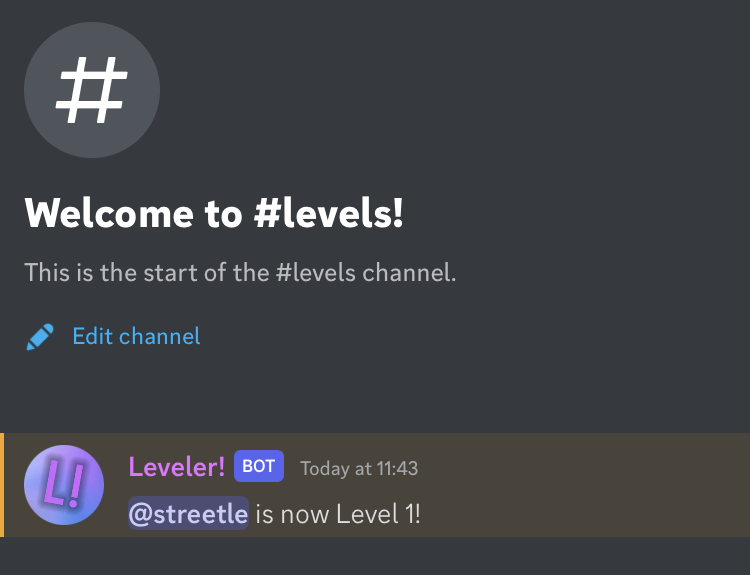 #
Welcome to #levels!
This is the start of the #levels channel.
Edit channel
L!
Leveler! BOT Today at 11:43
@streetle is now Level 1!